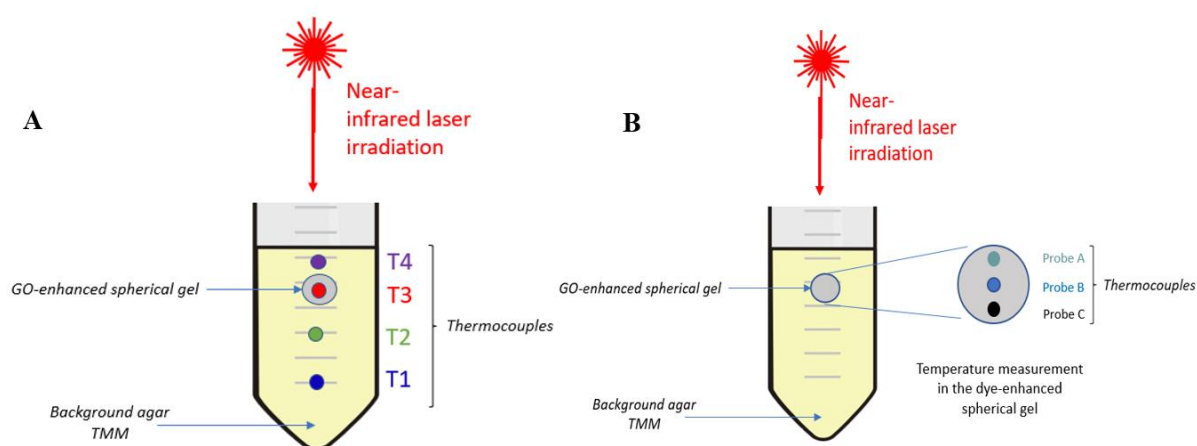 A
Near-
infrared laser
irradiation
T4
GO-enhanced spherical gel
T3
Thermocouples
T2
T1
Background agar
TMM
B
Near-
infrared laser
irradiation
Probe A
GO-enhanced spherical gel
Probe B
Thermocouples
Probe C
Temperature measurement
in the dye-enhanced
spherical gel
Background agar
TMM